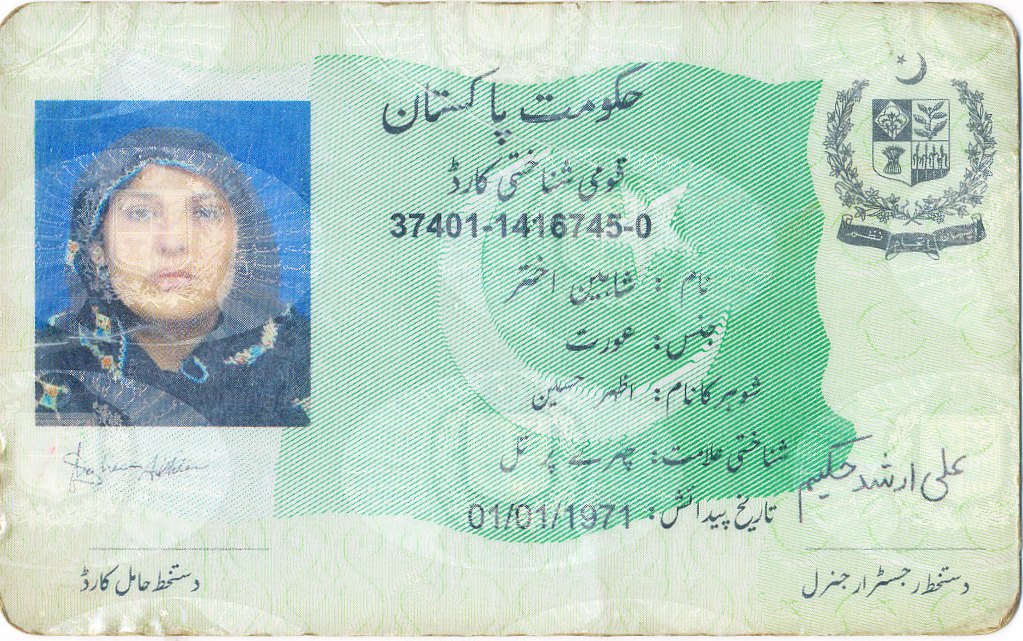 حکومت پاکستان
قومی شناختی کارڈ
37401-1416745-0
نام : شاہین اختر
جنس: عورت
شوہر کا نام: اظہر حسین
شناختی علامت: چہرے پر تل
تاریخ پیدائش: 01/01/1971
علی ارشد حکیم
دستخط حامل کارڈ
دستخط رجسٹرار جنرل